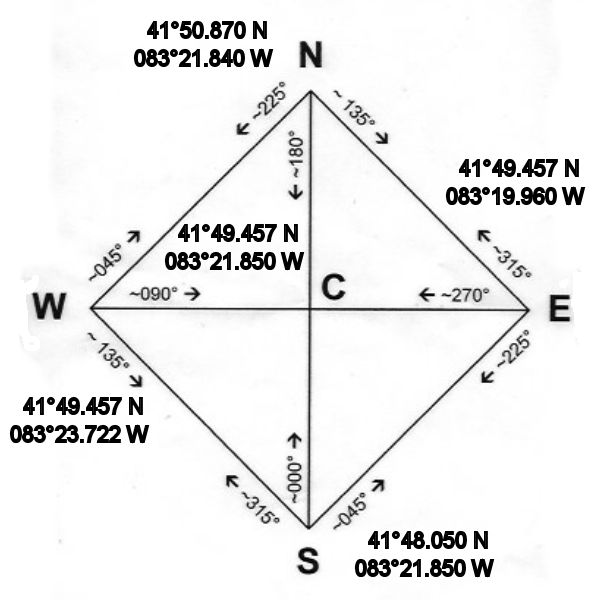 41°50.870 N
083°21.840 W
N
~225°
~ 135°
~180°
41°49.457 N
083°19.960 W
41°49.457 N
083°21.850 W
~045°
~315°
W
~090°
C
~270°
E
~ 135°
~225°
41°49.457 N
083°23.722 W
~000°
~315°
~045°
S
41°48.050 N
083°21.850 W